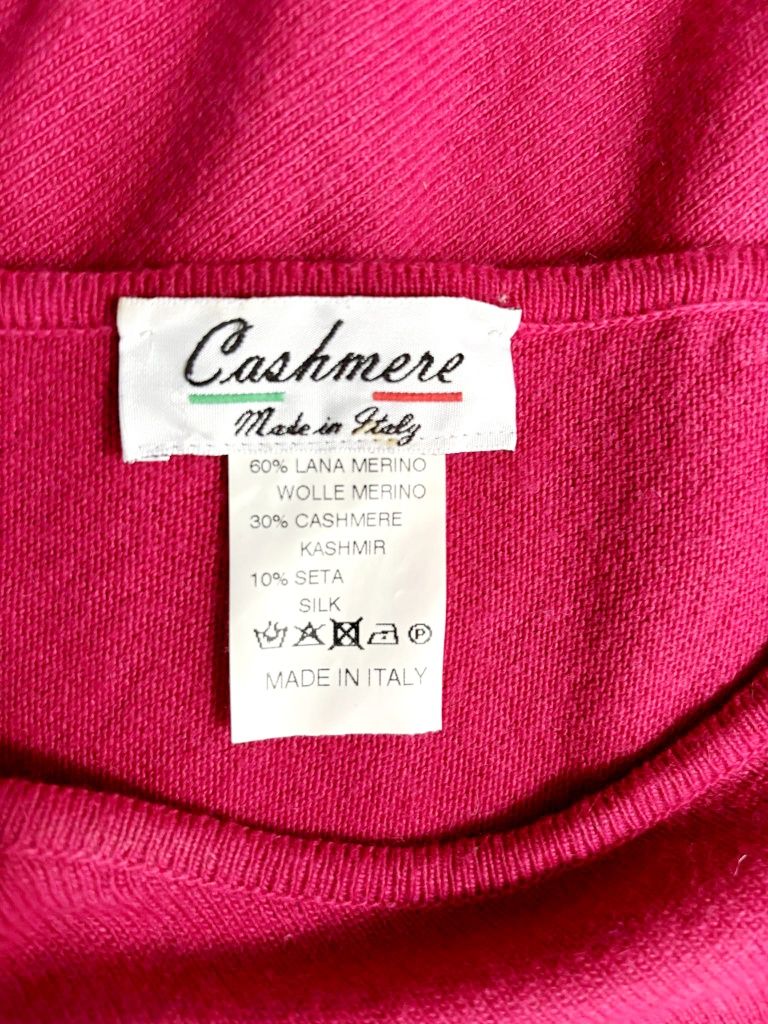 Cashmere
Made in Italy
60% LANA MERINO
WOLLE MERINO
30% CASHMERE
KASHMIR
10% SETA
SILK
MADE IN ITALY